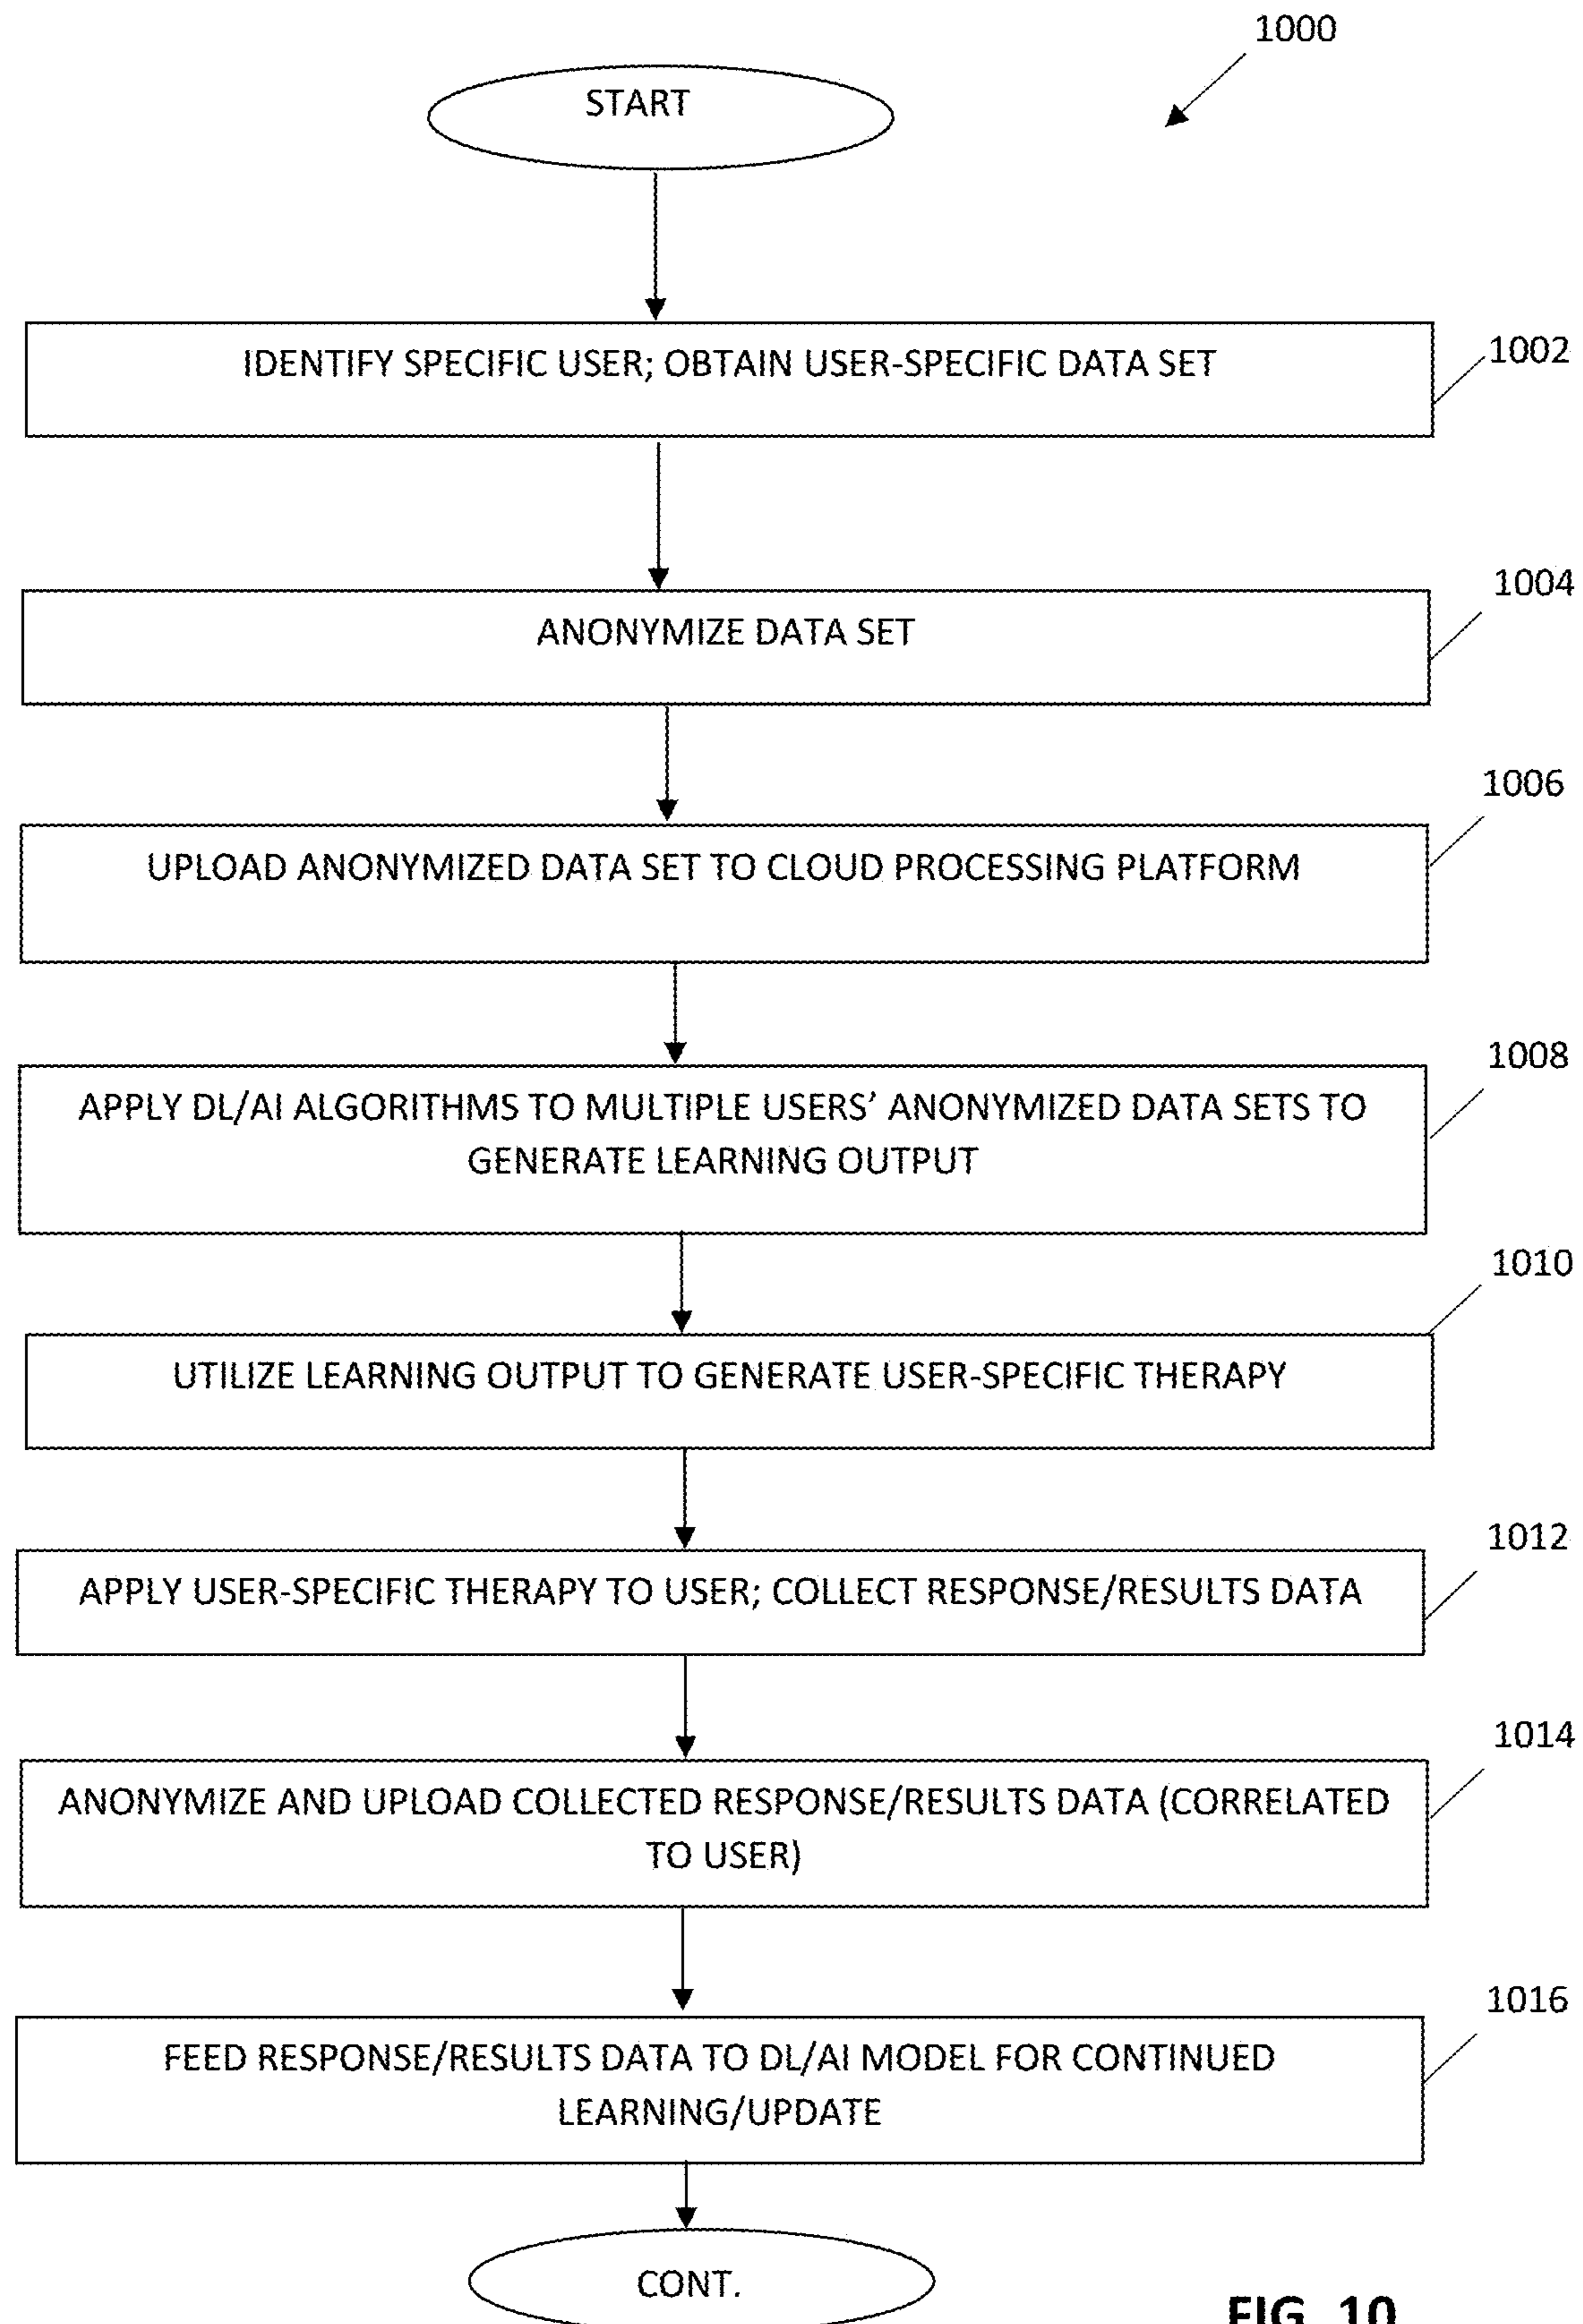 1000
START
IDENTIFY SPECIFIC USER; OBTAIN USER-SPECIFIC DATA SET
1002
1004
ANONYMIZE DATA SET
1006
UPLOAD ANONYMIZED DATA SET TO CLOUD PROCESSING PLATFORM
1008
APPLY DL/AI ALGORITHMS TO MULTIPLE USERS' ANONYMIZED DATA SETS TO
GENERATE LEARNING OUTPUT
1010
UTILIZE LEARNING OUTPUT TO GENERATE USER-SPECIFIC THERAPY
1012
APPLY USER-SPECIFIC THERAPY TO USER; COLLECT RESPONSE/RESULTS DATA
1014
ANONYMIZE AND UPLOAD COLLECTED RESPONSE/RESULTS DATA (CORRELATED
TO USER)
1016
FEED RESPONSE/RESULTS DATA TO DL/AI MODEL FOR CONTINUED
LEARNING/UPDATE
CONT.
FIG. 10